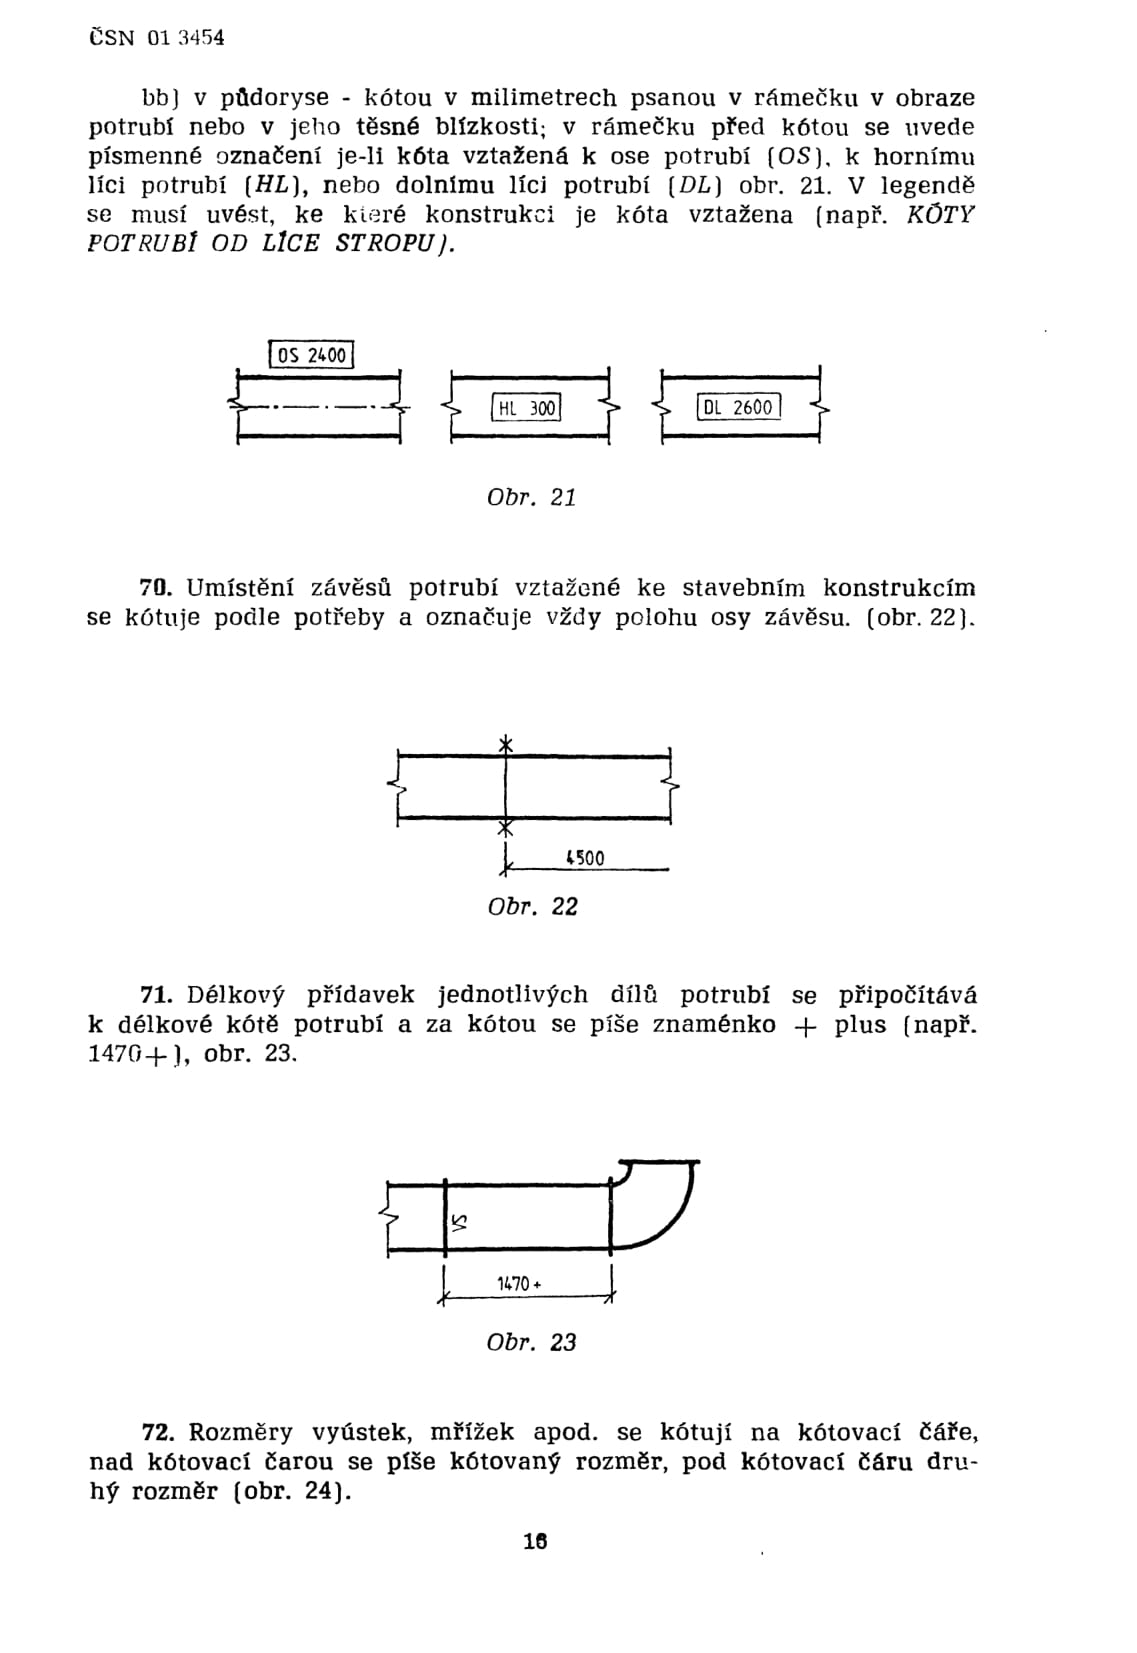 ČSN 01 3454
bb) v půdoryse - kótou v milimetrech psanou v rámečku v obraze
potrubí nebo v jeho těsné blízkosti; v rámečku před kótou se uvede
písmenné označení je-li kóta vztažená k ose potrubí (OS), k hornímu
líci potrubí (HL), nebo dolnímu líci potrubí (DL) obr. 21. V legendě
se musí uvést, ke které konstrukci je kóta vztažena (např. KÓTY
POTRUBÍ OD LÍCE STROPU).
OS 2400
HL 300
DL 2600
Obr. 21
70. Umístění závěsů potrubí vztažené ke stavebním konstrukcím
se kótuje podle potřeby a označuje vždy polohu osy závěsu. (obr. 22).
4500
Obr. 22
71. Délkový přídavek jednotlivých dílů potrubí se připočítává
k délkové kótě potrubí a za kótou se píše znaménko + plus (např.
1470+), obr. 23.
1470+
Obr. 23
72. Rozměry vyústek, mřížek apod. se kótují na kótovací čáře,
nad kótovací čarou se píše kótovaný rozměr, pod kótovací čáru dru-
hý rozměr (obr. 24).
16